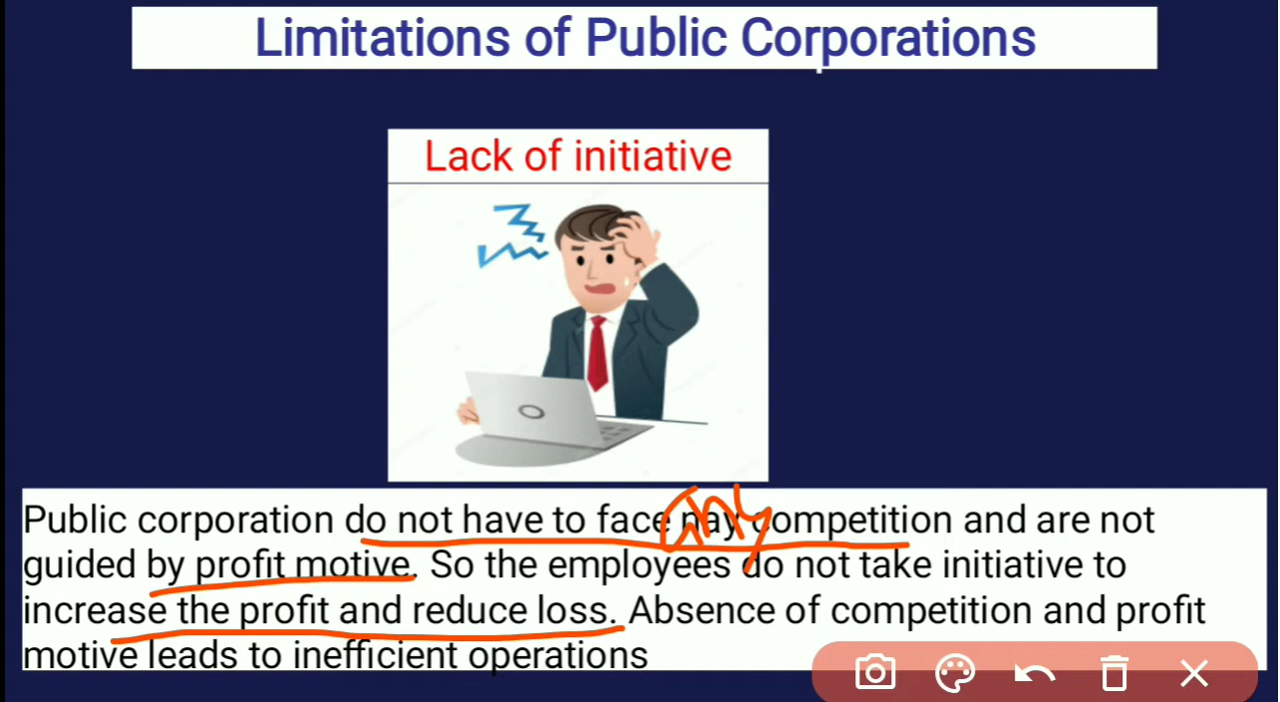 Limitations of Public Corporations
Lack of initiative
Public corporation do not have to face nay competition and are not
any
guided by profit motive. So the employees do not take initiative to
increase the profit and reduce loss. Absence of competition and profit
motive leads to inefficient operations